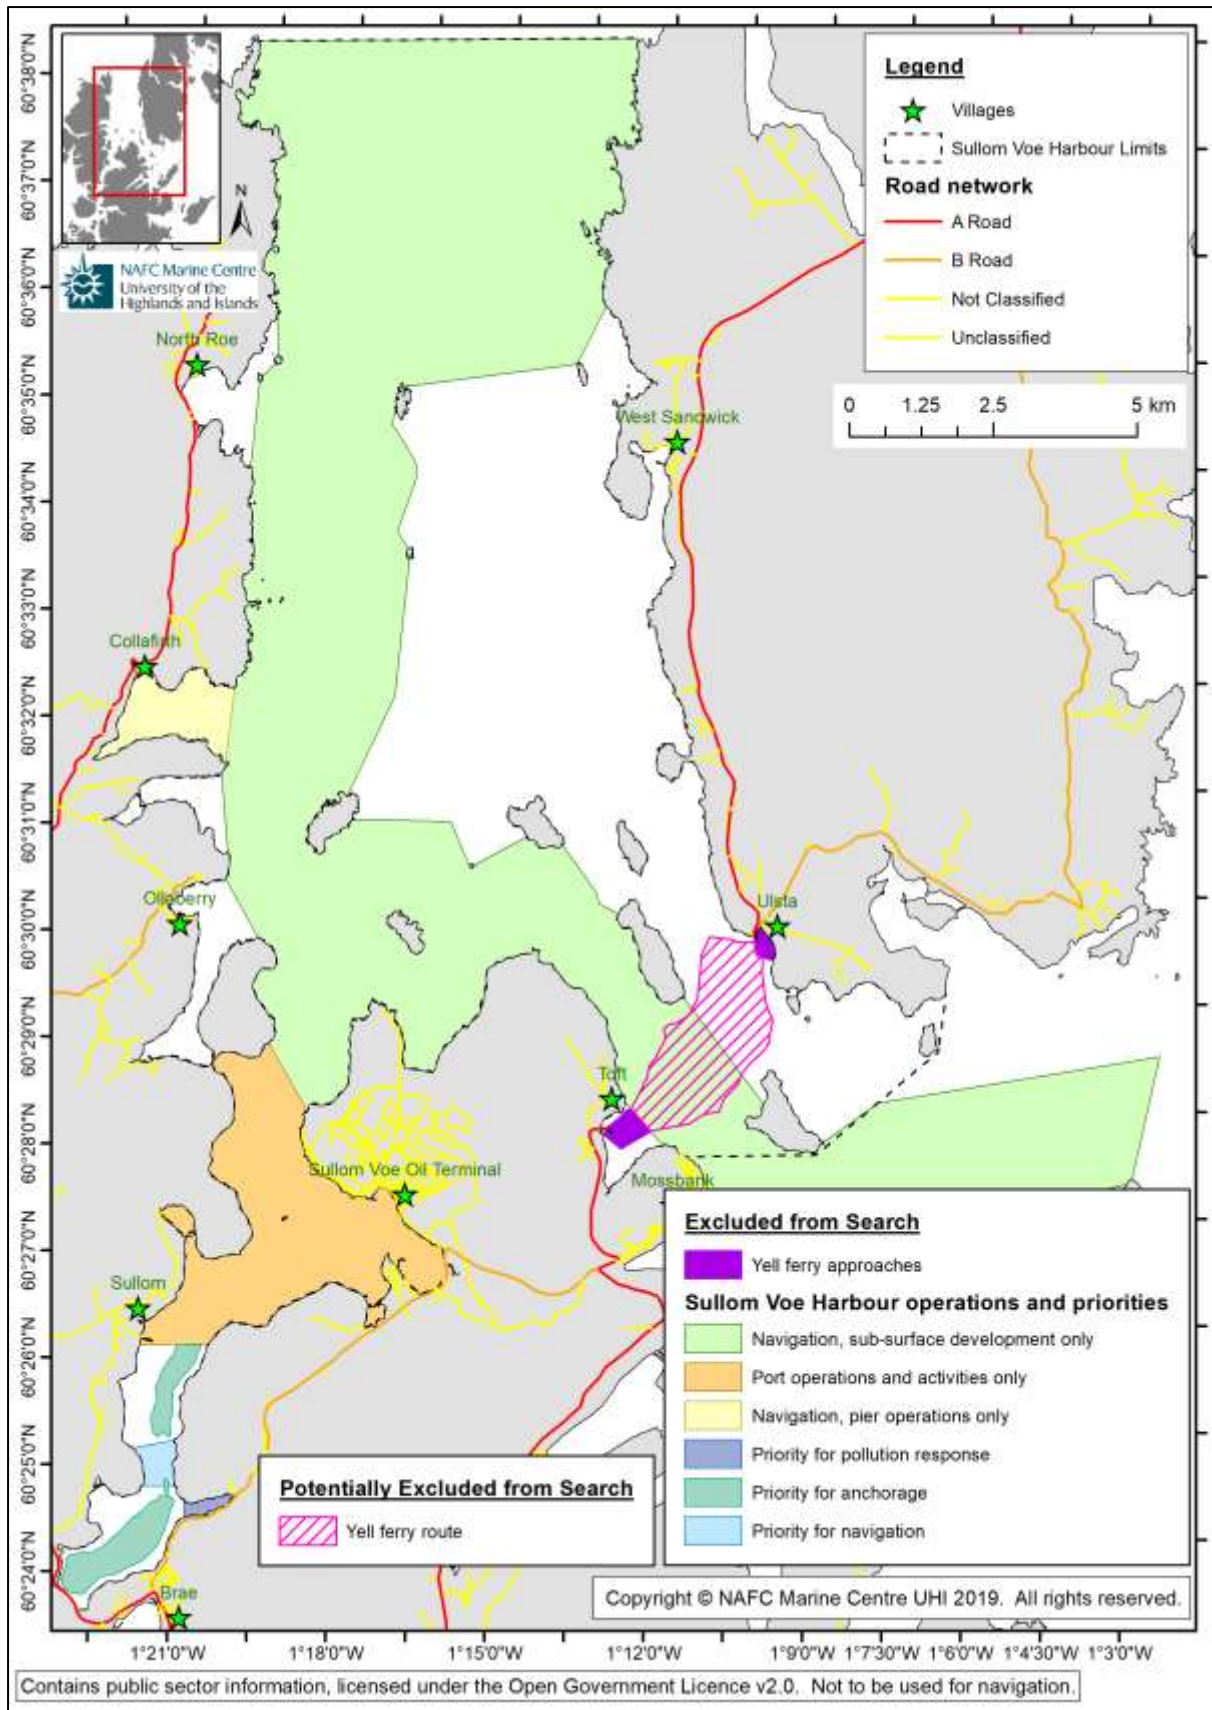 60°38'0"N
60°37'0"N
60°36'0"N
60°35'0"N
60°34'0"N
60°33'0"N
60°32'0"N
60°31'0"N
60°30'0"N
60°29'0"N
60°28'0"N
60°27'0"N
60°26'0"N
60°25'0"N
60°24'0"N
N
NAFC Marine Centre
University of the
Highlands and Islands
Legend
Villages
Sullom Voe Harbour Limits
Road network
A Road
B Road
Not Classified
Unclassified
0 1.25 2.5 5 km
North Roe
West Sandwick
Collafirth
Ollaberry
Ulsta
Toft
Sullom Voe Oil Terminal
Mossbank
Sullom
Brae
Excluded from Search
Yell ferry approaches
Sullom Voe Harbour operations and priorities
Navigation, sub-surface development only
Port operations and activities only
Navigation, pier operations only
Priority for pollution response
Priority for anchorage
Priority for navigation
Potentially Excluded from Search
Yell ferry route
Copyright © NAFC Marine Centre UHI 2019. All rights reserved.
1°21'0"W 1°18'0"W 1°15'0"W 1°12'0"W 1°9'0"W 1°7'30"W 1°6'0"W 1°4'30"W 1°3'0"W
Contains public sector information, licensed under the Open Government Licence v2.0. Not to be used for navigation.